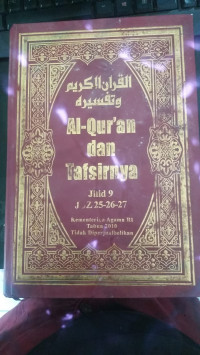 القرآن الكريم
وتفسيره
Al-Qur'an
dan
Tafsirnya
Jilid 9
J Z 25-26-27
Kementerian Agama RI
Tahun 2010
Tidak Diperjualbelikan